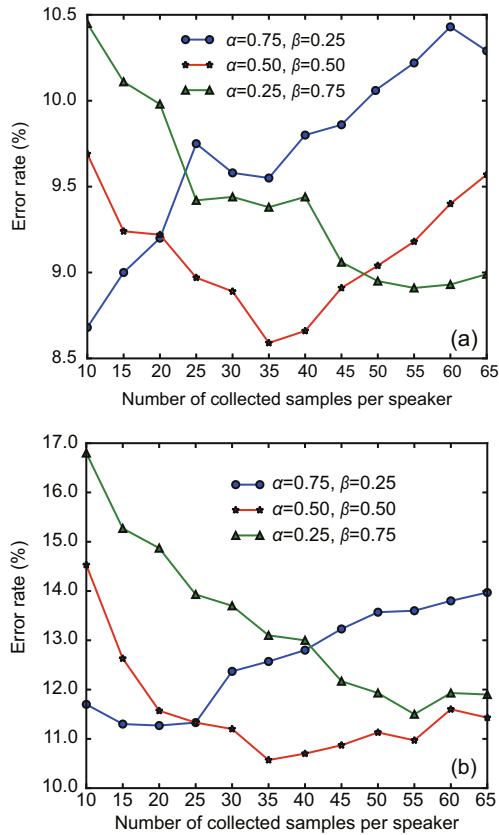 10.5
10.0
9.5
9.0
8.5
Error rate (%)
α=0.75, β=0.25
α=0.50, β=0.50
α=0.25, β=0.75
(a)
10 15 20 25 30 35 40 45 50 55 60 65
Number of collected samples per speaker
17.0
16.0
15.0
14.0
13.0
12.0
11.0
10.0
Error rate (%)
α=0.75, β=0.25
α=0.50, β=0.50
α=0.25, β=0.75
(b)
10 15 20 25 30 35 40 45 50 55 60 65
Number of collected samples per speaker